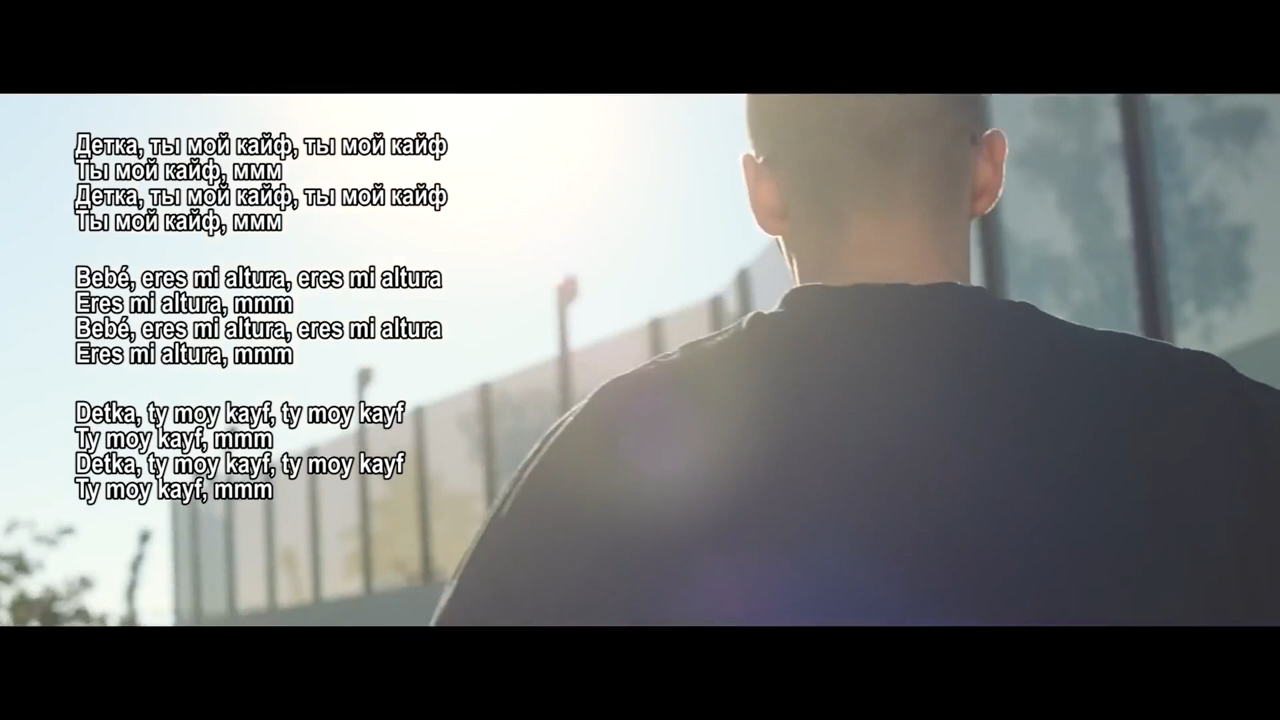 Детка, ты мой кайф, ты мой кайф
Ты мой кайф, ммм
Детка, ты мой кайф, ты мой кайф
Ты мой кайф, ммм
Bebé, eres mi altura, eres mi altura
Eres mi altura, mmm
Bebé, eres mi altura, eres mi altura
Eres mi altura, mmm
Detka, ty moy kayf, ty moy kayf
Ty moy kayf, mmm
Detka, ty moy kayf, ty moy kayf
Ty moy kayf, mmm